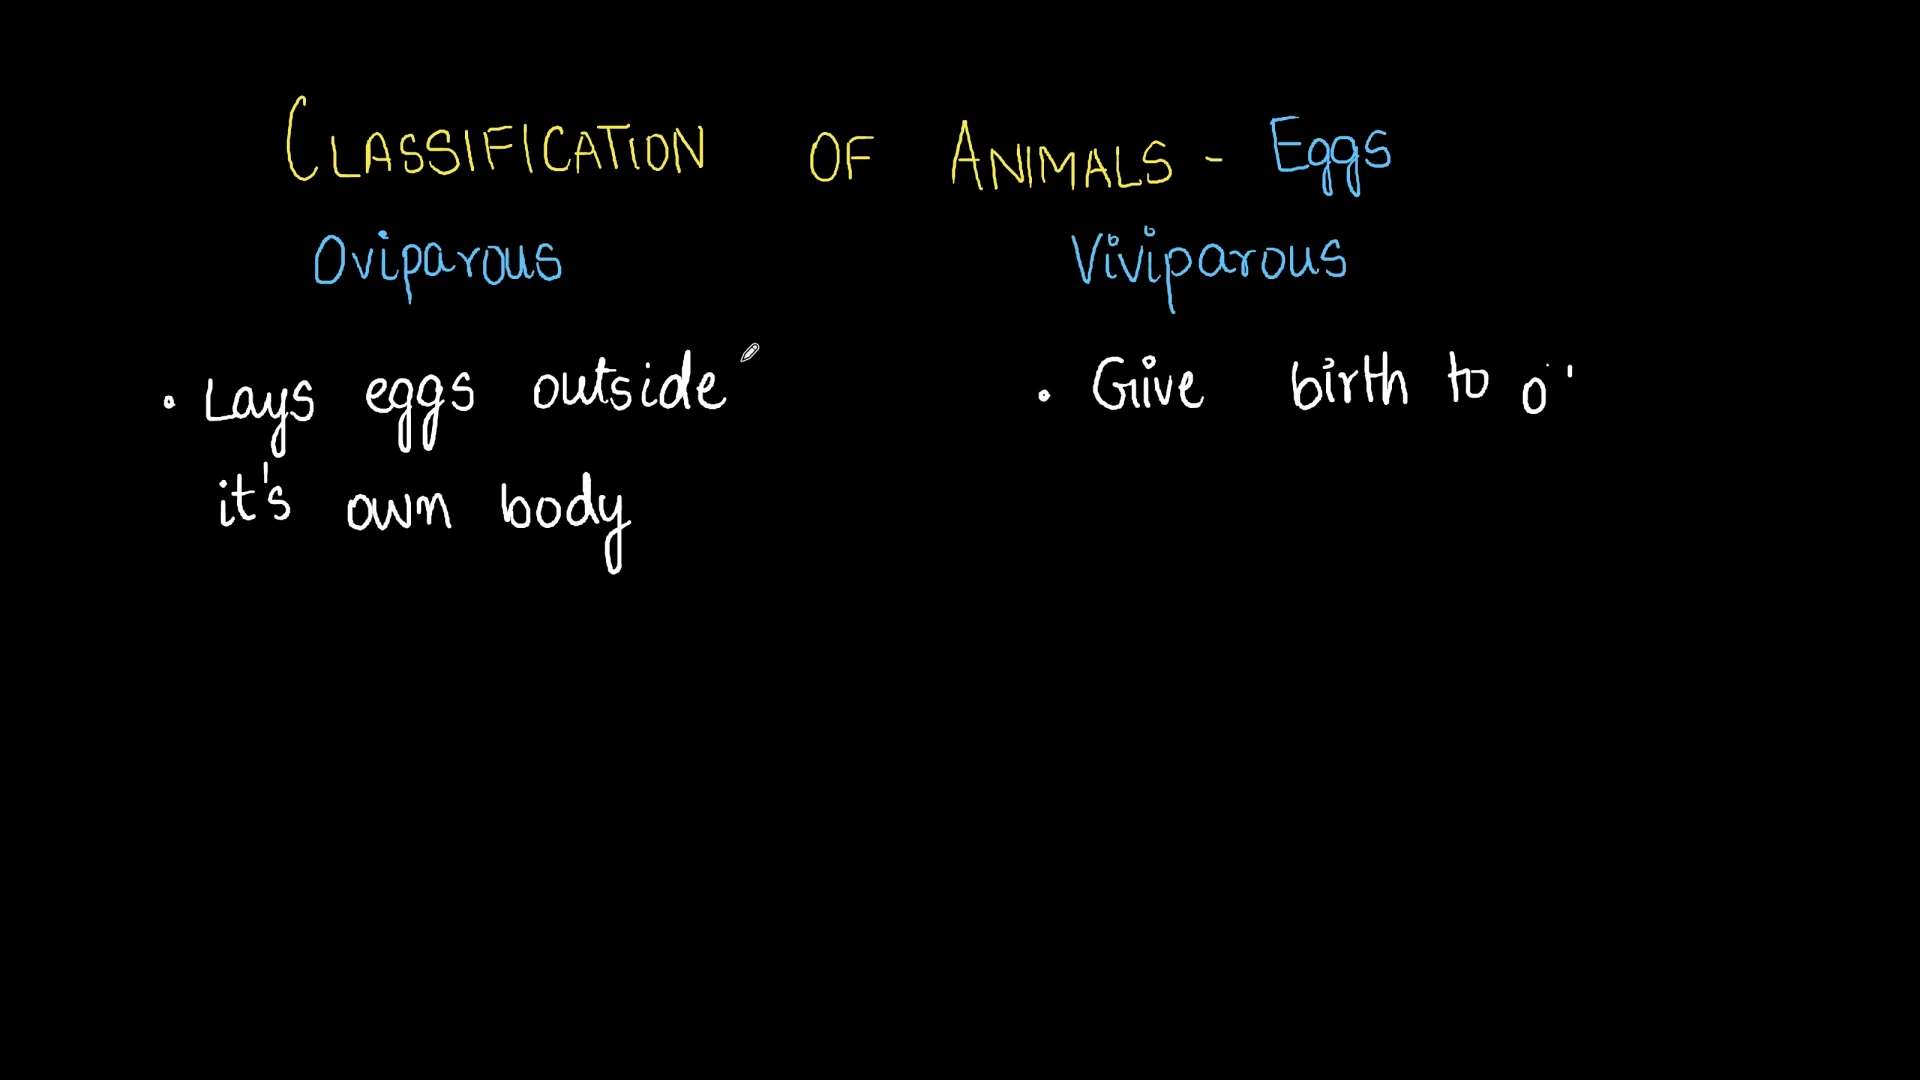 CLASSIFICATION OF ANIMALS - Eggs
Oviparous Viviparous
• Lays eggs outside • Give birth to
it's own body